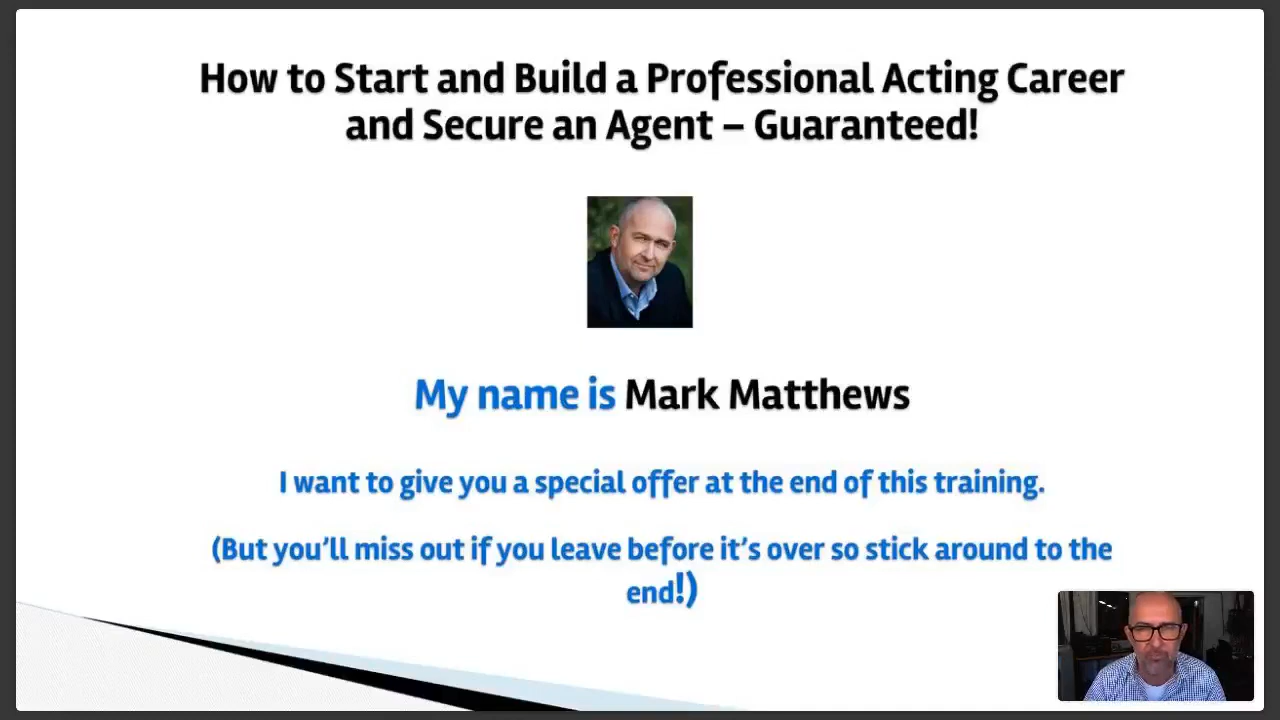 How to Start and Build a Professional Acting Career
and Secure an Agent – Guaranteed!
My name is Mark Matthews
I want to give you a special offer at the end of this training.
(But you’ll miss out if you leave before it’s over so stick around to the
end!)